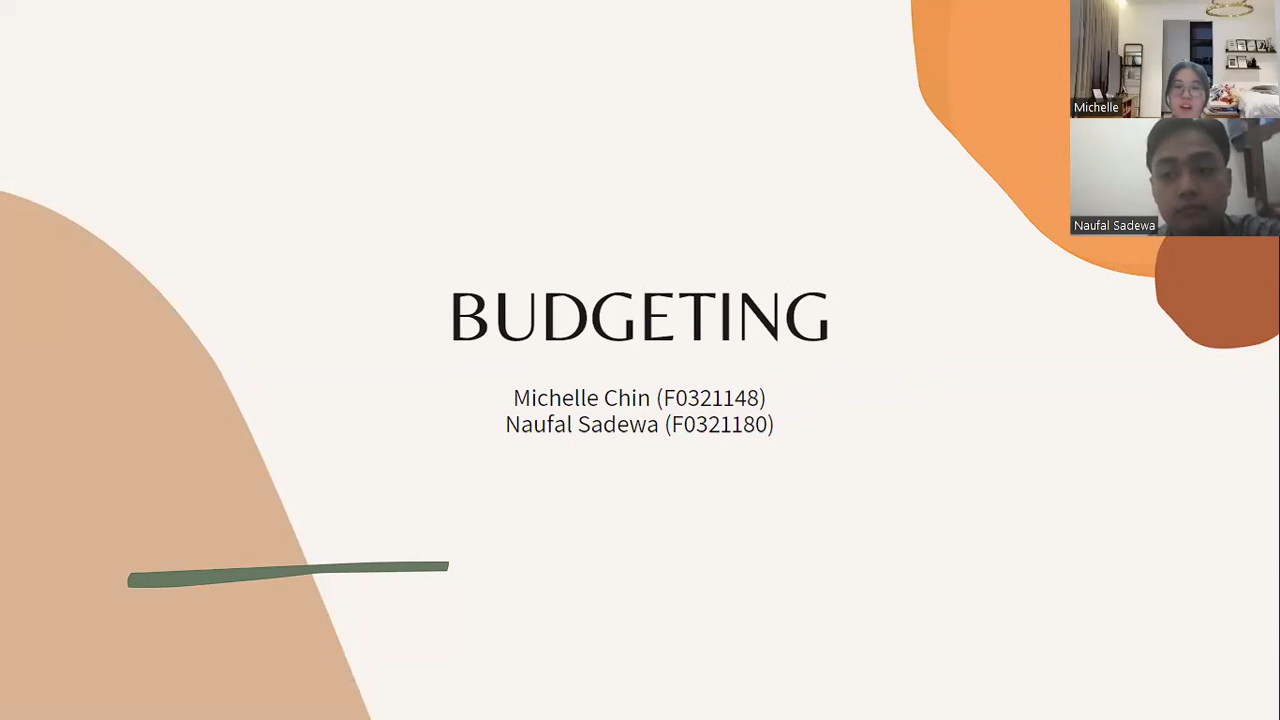 BUDGETING
Michelle Chin (F0321148)
Naufal Sadewa (F0321180)
Michelle
Naufal Sadewa